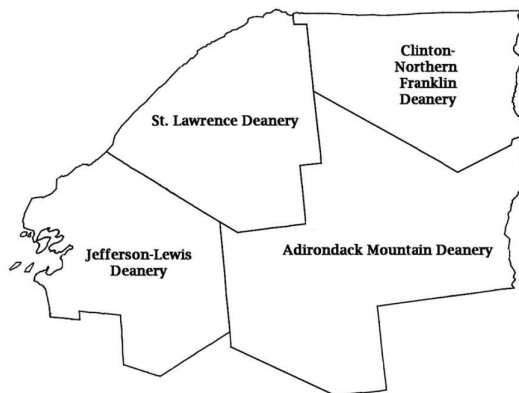 Clinton-
Northern
Franklin
Deanery
St. Lawrence Deanery
Jefferson-Lewis
Deanery
Adirondack Mountain Deanery